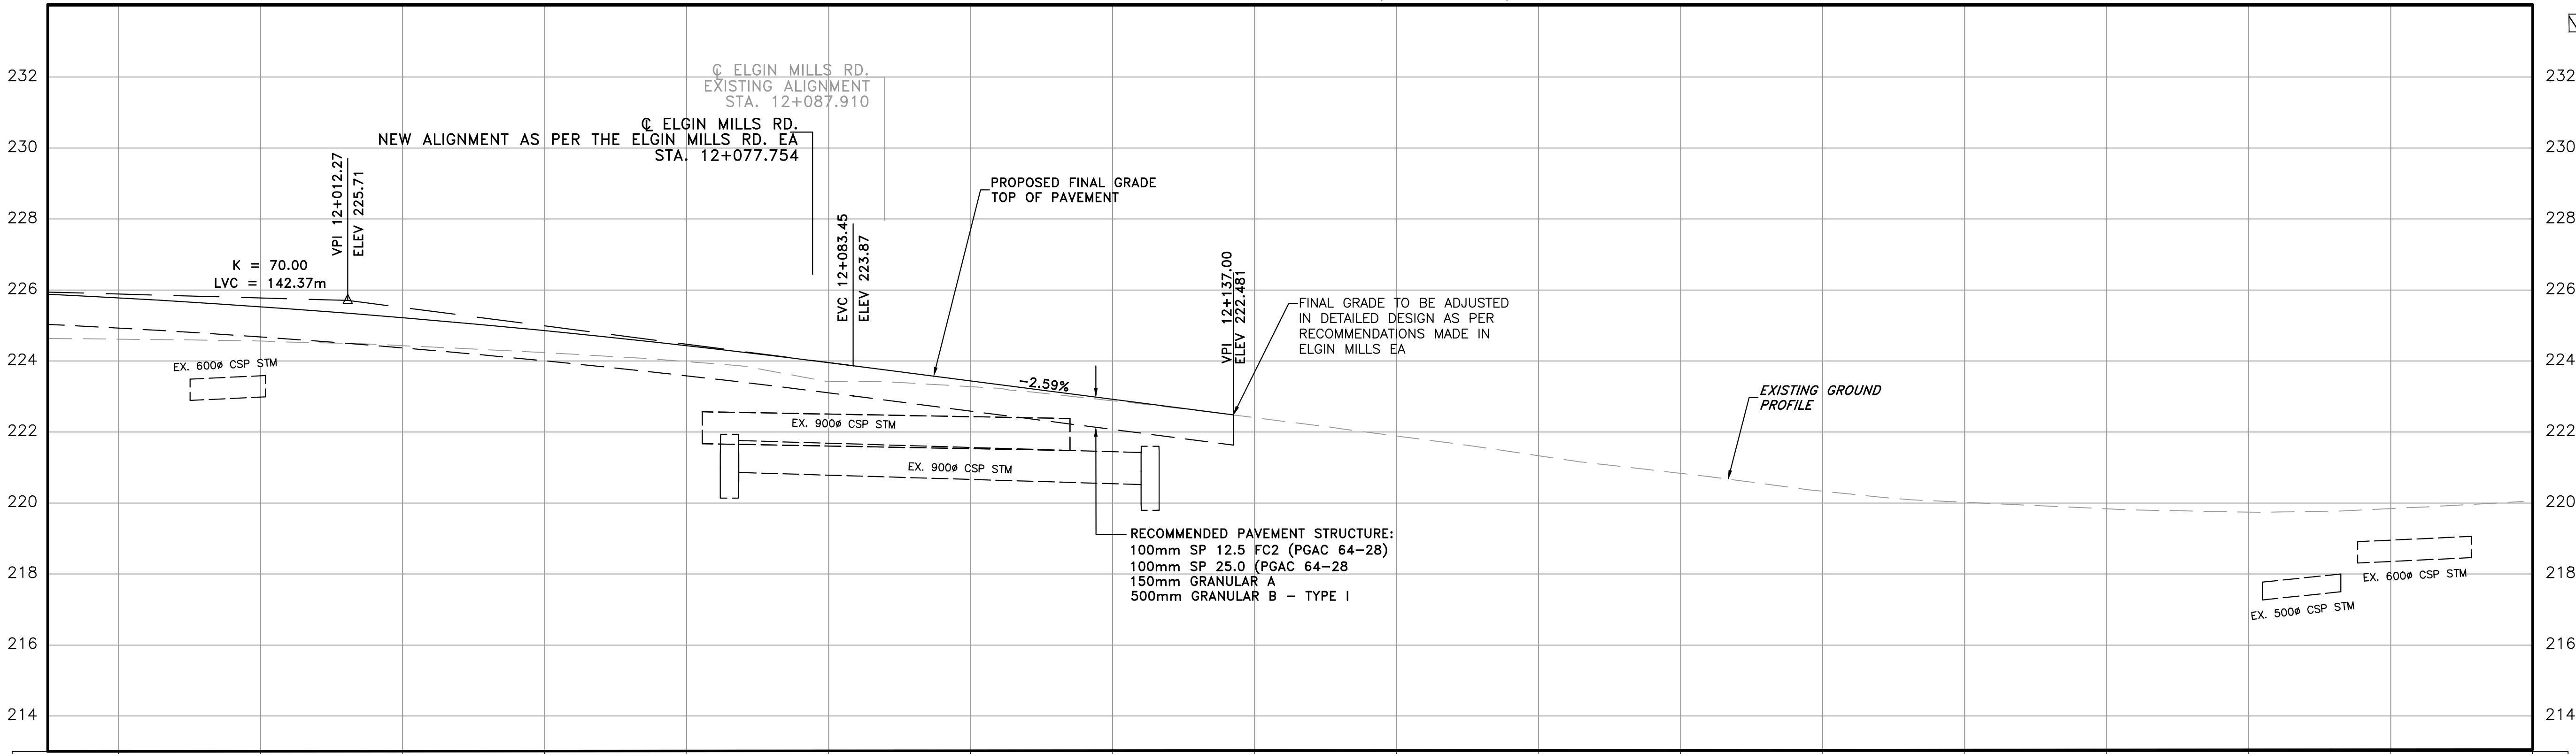 ℄ ELGIN MILLS RD.
EXISTING ALIGNMENT
STA. 12+087.910
℄ ELGIN MILLS RD.
NEW ALIGNMENT AS PER THE ELGIN MILLS RD. EA
STA. 12+077.754
232
230
228
226
224
222
220
218
216
214
232
230
228
226
224
222
220
218
216
214
VPI 12+012.27
ELEV 225.71
K = 70.00
LVC = 142.37m
EVC 12+083.45
ELEV 223.87
PROPOSED FINAL GRADE
TOP OF PAVEMENT
VPI 12+137.00
ELEV 222.481
FINAL GRADE TO BE ADJUSTED
IN DETAILED DESIGN AS PER
RECOMMENDATIONS MADE IN
ELGIN MILLS EA
-2.59%
EX. 600ø CSP STM
EX. 900ø CSP STM
EX. 900ø CSP STM
EXISTING GROUND
PROFILE
RECOMMENDED PAVEMENT STRUCTURE:
100mm SP 12.5 FC2 (PGAC 64-28)
100mm SP 25.0 (PGAC 64-28
150mm GRANULAR A
500mm GRANULAR B - TYPE I
EX. 600ø CSP STM
EX. 500ø CSP STM